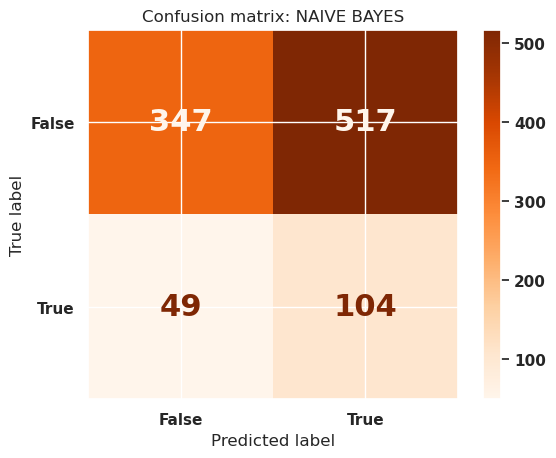 Confusion matrix: NAIVE BAYES
500
347 517
False
400
True label
300
200
49 104
True
100
False True
Predicted label